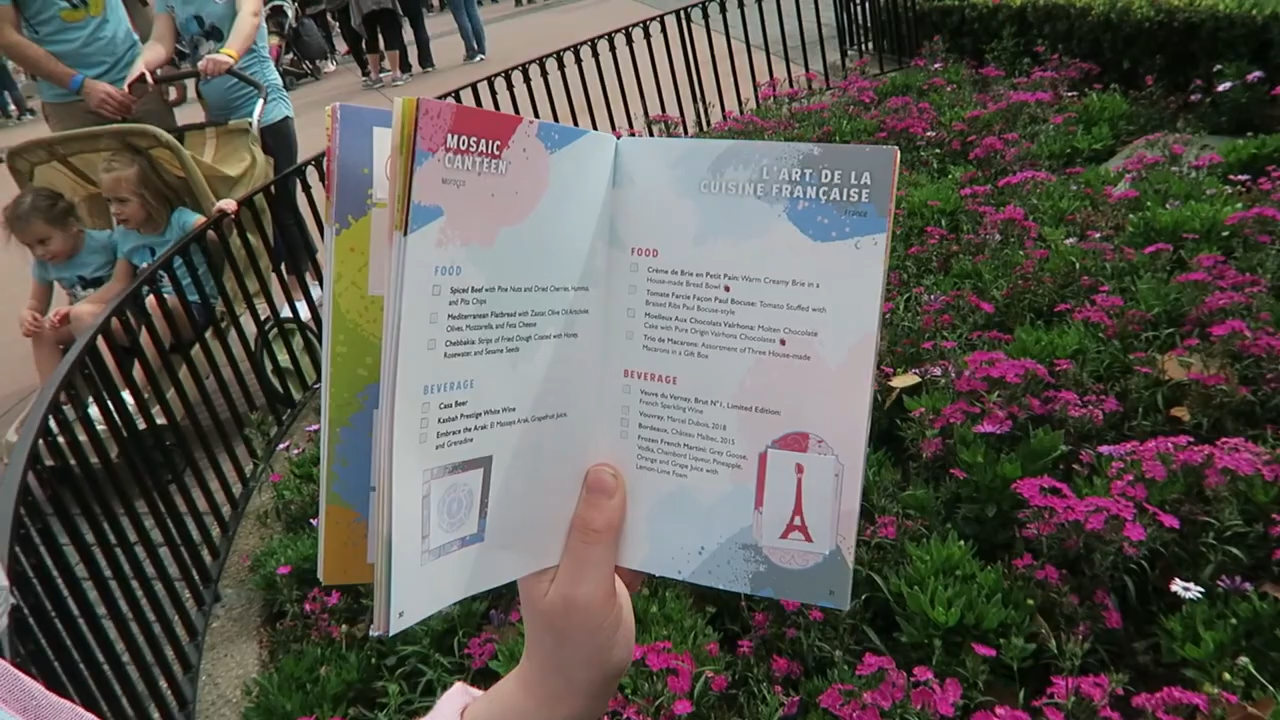 MOSAIC
CANTEEN
Morocco
FOOD
Spiced Beef with Pine Nuts and Dried Cherries, Hummus,
and Pita Chips
Mediterranean Flatbread with Zaatar, Olive Oil Artichoke,
Olives, Mozzarella, and Feta Cheese
Chebbakia: Strips of Fried Dough Coated with Honey,
Rosewater, and Sesame Seeds
BEVERAGE
Casa Beer
Kasbah Prestige White Wine
Embrace the Arak: El Massaya Arak, Grapefruit Juice,
and Grenadine
30
L'ART DE LA
CUISINE FRANÇAISE
France
FOOD
Crème de Brie en Petit Pain: Warm Creamy Brie in a
House-made Bread Bowl
Tomate Farcie Façon Paul Bocuse: Tomato Stuffed with
Braised Ribs Paul Bocuse-style
Moelleux Aux Chocolats Valrhona: Molten Chocolate
Cake with Pure Origin Valrhona Chocolates
Trio de Macarons: Assortment of Three House-made
Macarons in a Gift Box
BEVERAGE
Veuve du Vernay, Brut N°1, Limited Edition:
French Sparkling Wine
Vouvray, Marcel Dubois, 2018
Bordeaux, Château Malbec, 2015
Frozen French Martini: Grey Goose,
Vodka, Chambord Liqueur, Pineapple,
Orange and Grape Juice with
Lemon-Lime Foam
31